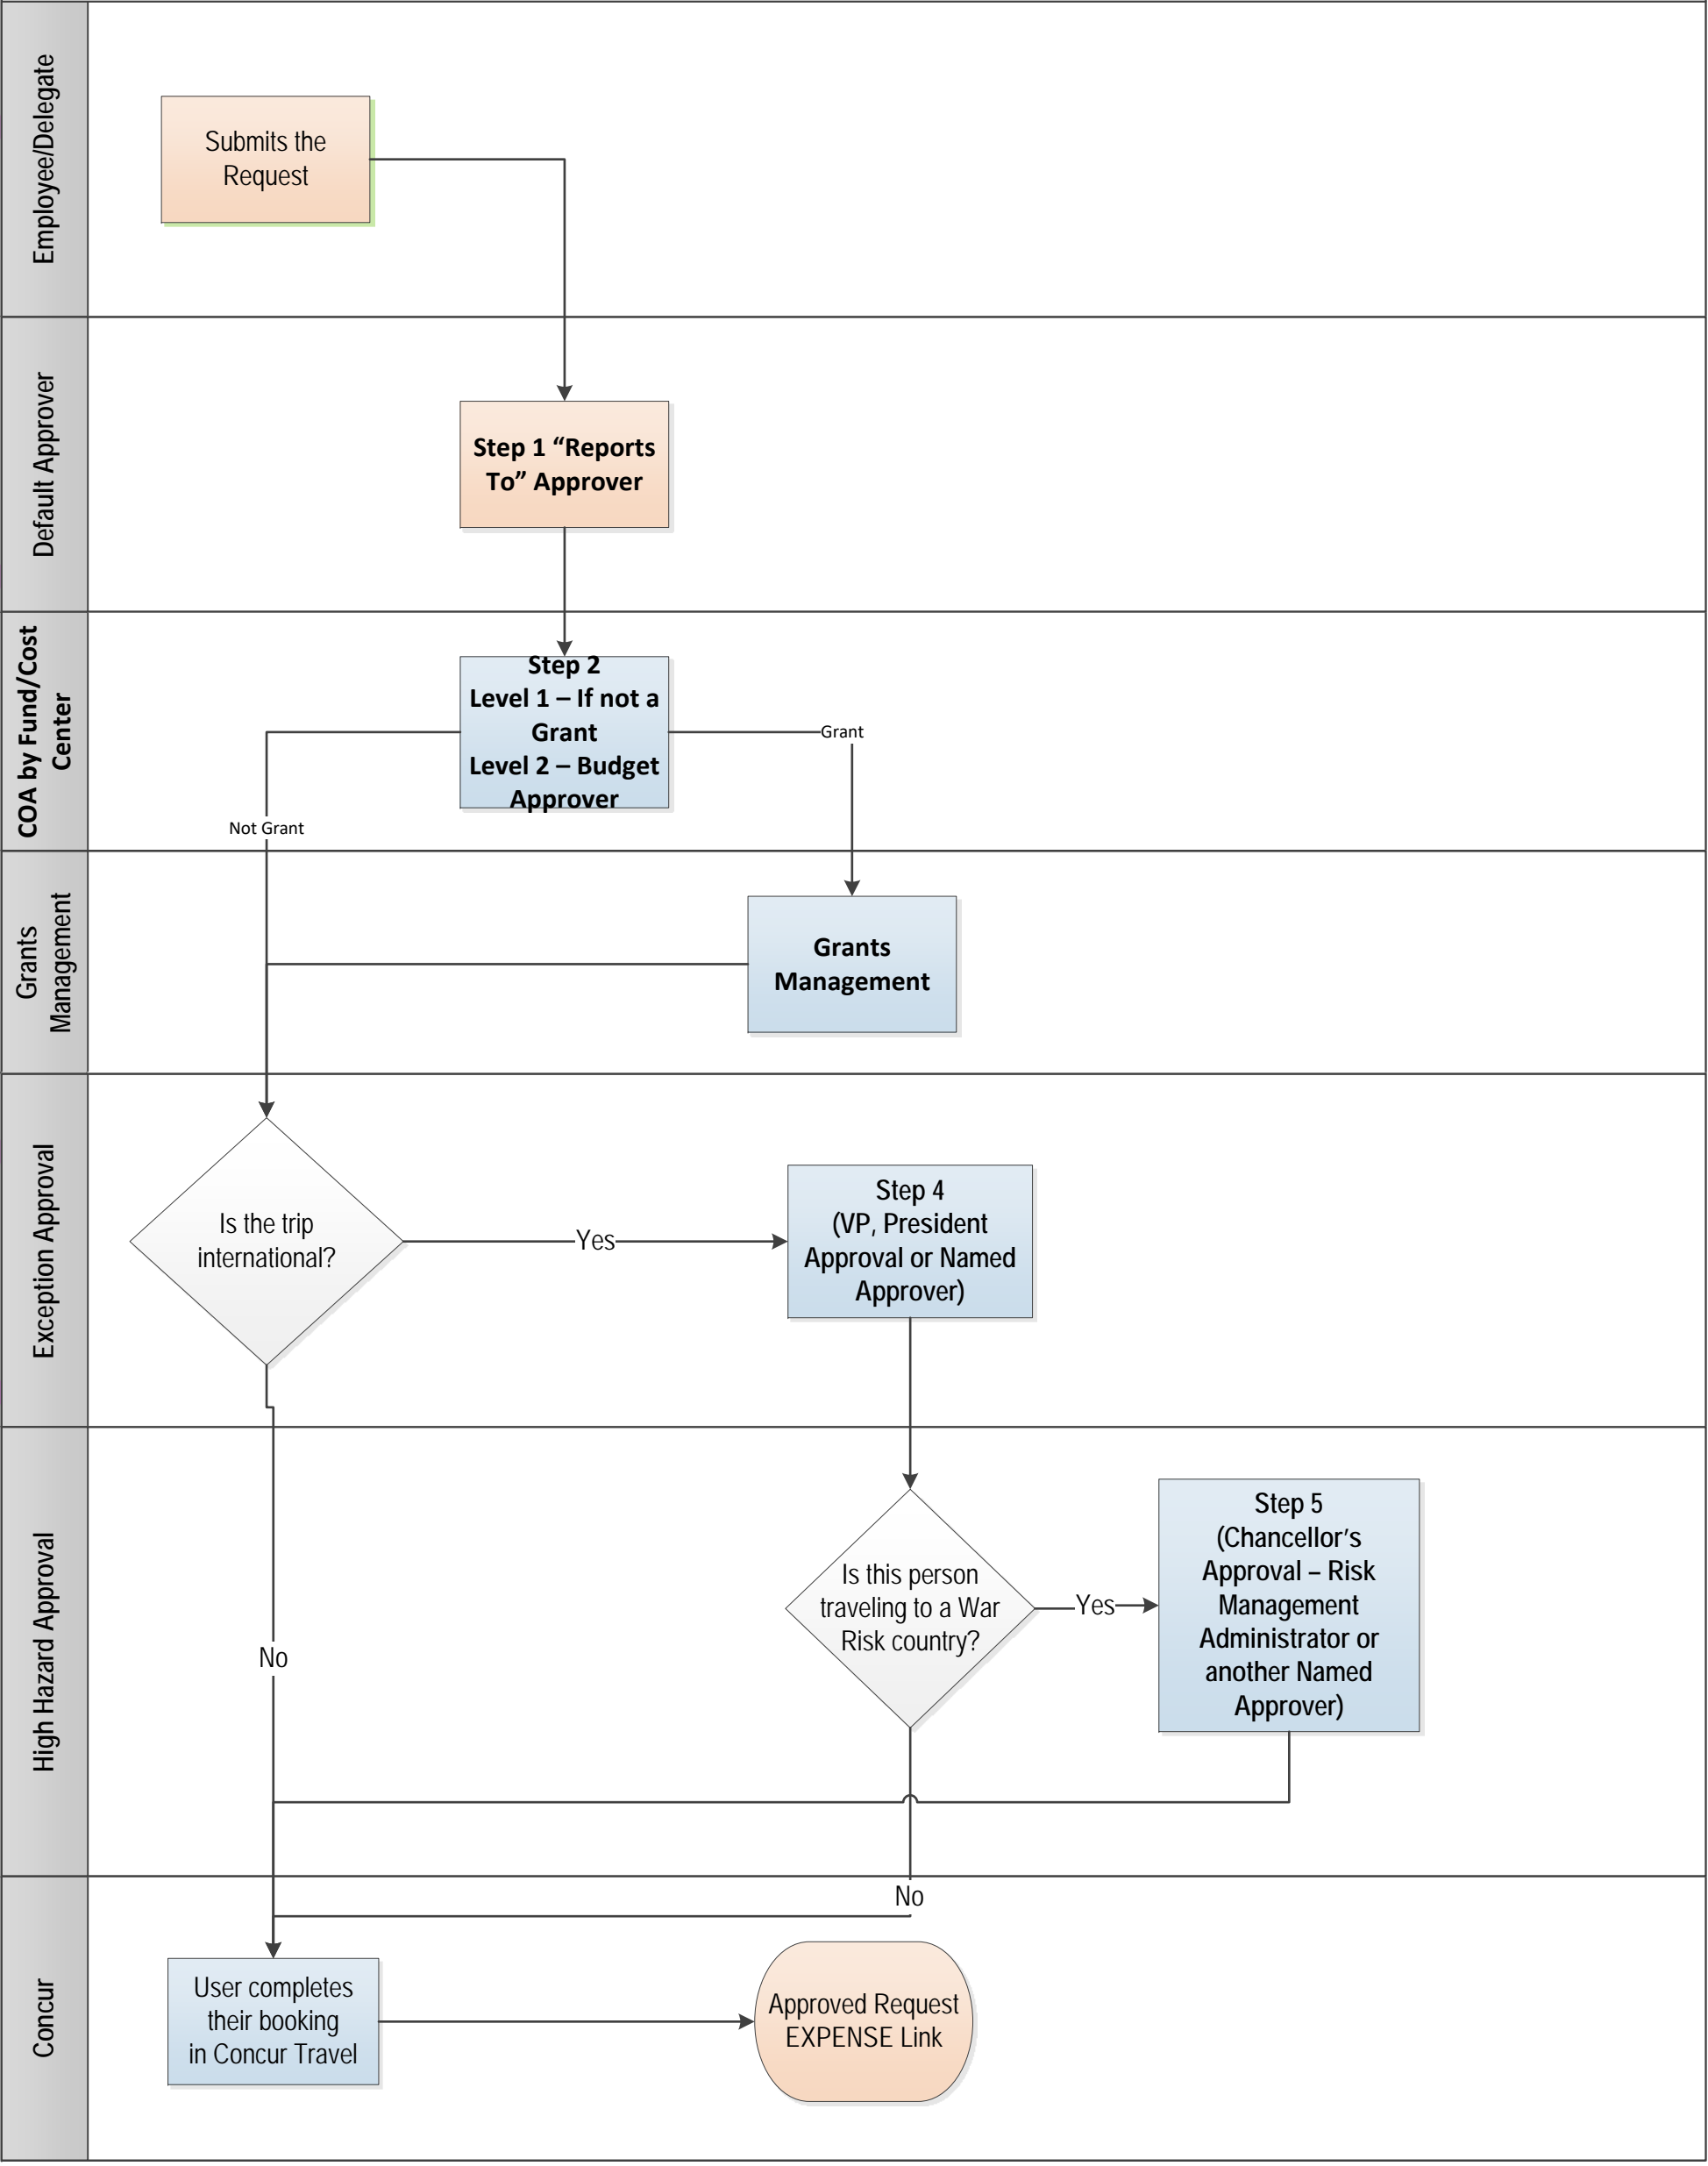 Employee/Delegate
Submits the
Request
Default Approver
Step 1 “Reports
To” Approver
COA by Fund/Cost
Center
Step 2
Level 1 – If not a
Grant
Level 2 – Budget
Approver
Grant
Not Grant
Grants
Management
Grants
Management
Exception Approval
Is the trip
international?
Yes
Step 4
(VP, President
Approval or Named
Approver)
High Hazard Approval
No
Is this person
traveling to a War
Risk country?
Yes
Step 5
(Chancellor’s
Approval – Risk
Management
Administrator or
another Named
Approver)
No
Concur
User completes
their booking
in Concur Travel
Approved Request
EXPENSE Link